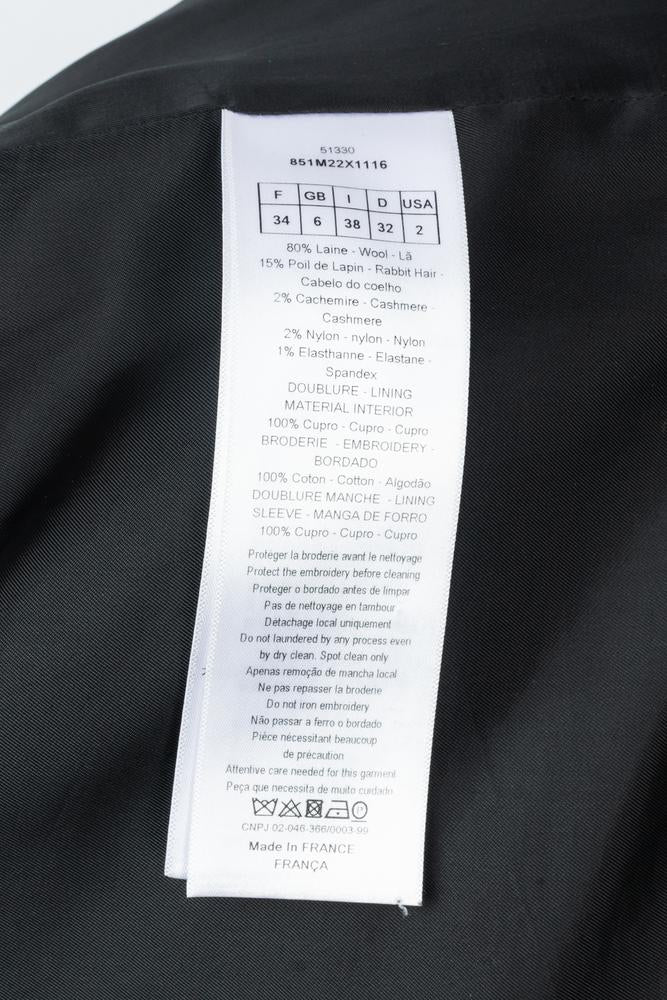 51330
851M22X1116
F GB I D USA
34 6 38 32 2
80% Laine - Wool - Lã
15% Poil de Lapin - Rabbit Hair -
Cabelo do coelho
2% Cachemire - Cashmere -
Cashmere
2% Nylon - nylon - Nylon
1% Elasthanne - Elastane -
Spandex
DOUBLURE - LINING
MATERIAL INTERIOR
100% Cupro - Cupro - Cupro
BRODERIE - EMBROIDERY -
BORDADO
100% Coton - Cotton - Algodão
DOUBLURE MANCHE - LINING
SLEEVE - MANGA DE FORRO
100% Cupro - Cupro - Cupro
Protéger la broderie avant le nettoyage
Protect the embroidery before cleaning
Proteger o bordado antes de limpar
Pas de nettoyage en tambour
Détachage local uniquement
Do not laundered by any process even
by dry clean. Spot clean only
Apenas remoção de mancha local
Ne pas repasser la broderie
Do not iron embroidery
Não passar a ferro o bordado
Pièce nécessitant beaucoup
de précaution
Attentive care needed for this garment
Peça que necessita de muito cuidado
P
CNPJ 02-046-366/0003-99
Made In FRANCE
FRANÇA